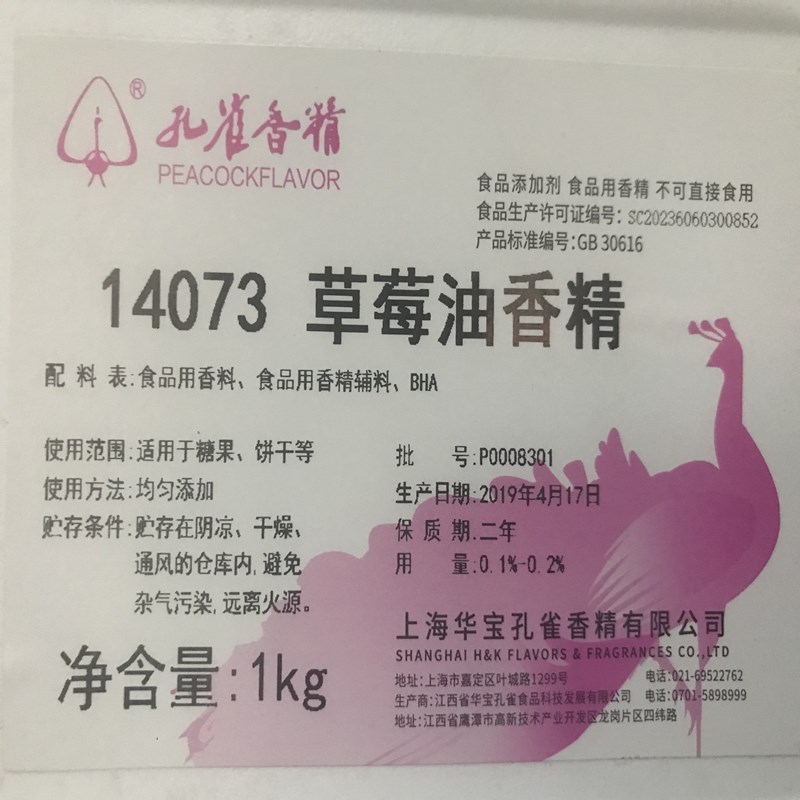 ®
孔雀香精
PEACOCKFLAVOR
食品添加剂 食品用香精 不可直接食用
食品生产许可证编号: SC20236060300852
产品标准编号:GB 30616
14073 草莓油香精
配 料 表:食品用香料、食品用香精辅料、BHA
使用范围:适用于糖果、饼干等
使用方法:均匀添加
贮存条件:贮存在阴凉、干燥、
通风的仓库内,避免
杂气污染,远离火源。
批 号:P0008301
生产日期:2019年4月17日
保 质 期.二年
用 量:0.1%-0.2%
净含量:1kg
上海华宝孔雀香精有限公司
SHANGHAI H&K FLAVORS & FRAGRANCES CO.,LTD
地址:上海市嘉定区叶城路1299号 电话:021-69522762
生产商:江西省华宝孔雀食品科技发展有限公司 电话:0701-5898999
地址:江西省鹰潭市高新技术产业开发区龙岗片区四纬路